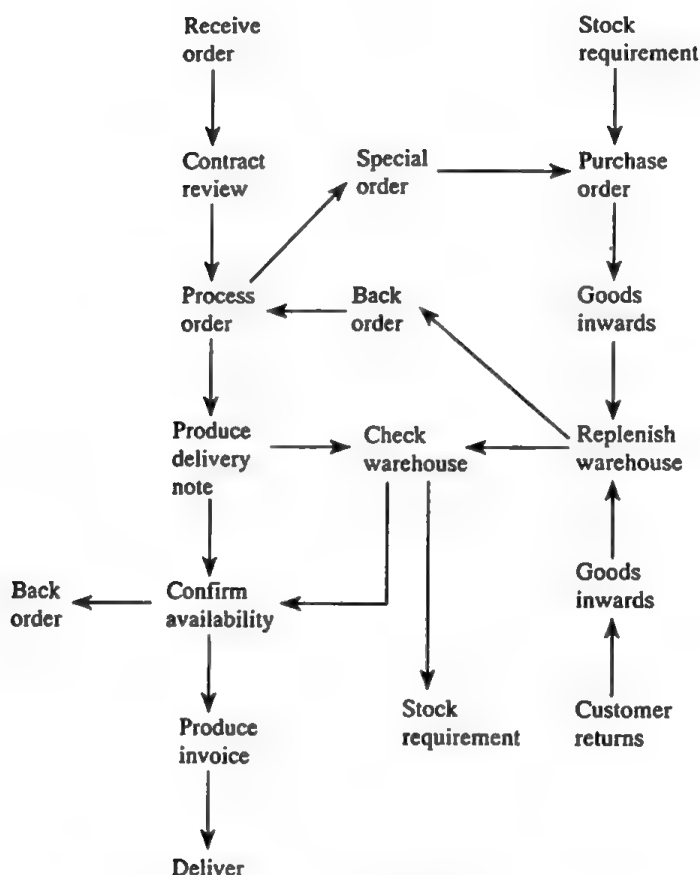 Receive
order
Stock
requirement
Contract
review
Special
order
Purchase
order
Process
order
Back
order
Goods
inwards
Produce
delivery
note
Check
warehouse
Replenish
warehouse
Back
order
Confirm
availability
Goods
inwards
Produce
invoice
Stock
requirement
Customer
returns
Deliver